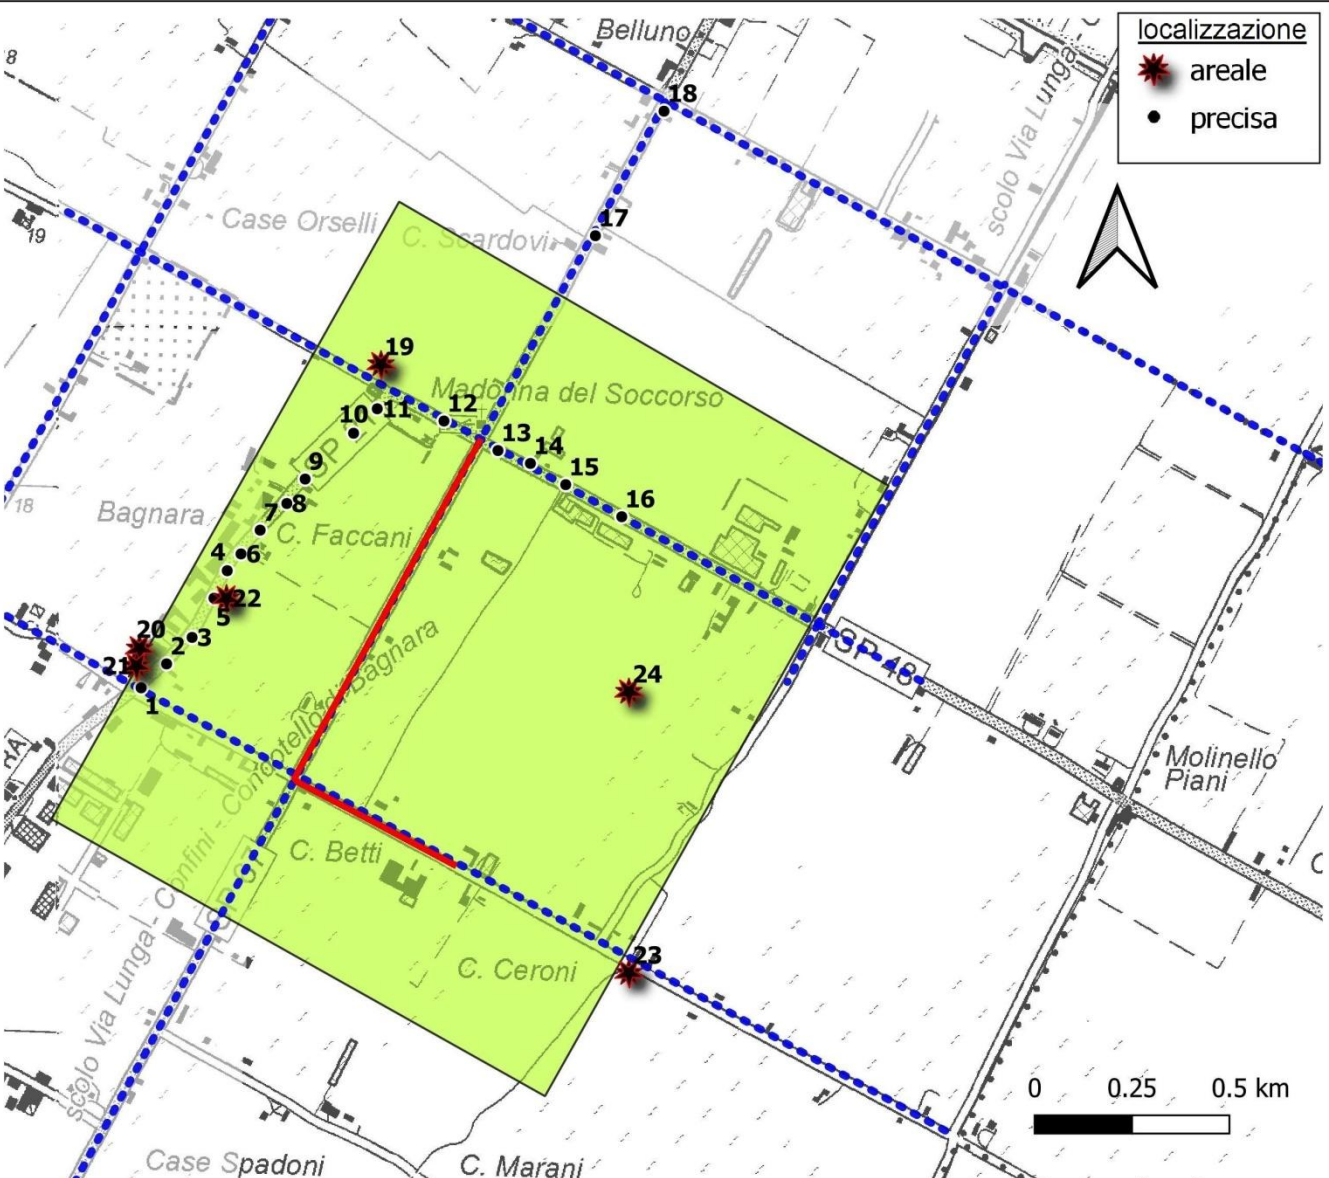 Belluno
localizzazione
areale
precisa
8
18
scolo Via Lunga
17
Case Orselli
C. Scardovi
19
19
Madonna del Soccorso
12
11
10
13
14
15
16
9
8
7
18
Bagnara
C. Faccani
4
6
22
5
3
20
2
21
1
Canotello di Bagnara
24
SP 48
Molinello
Piani
C. Betti
23
C. Ceroni
scolo Via Lunga
Confini
0 0.25 0.5 km
Case Spadoni
C. Marani